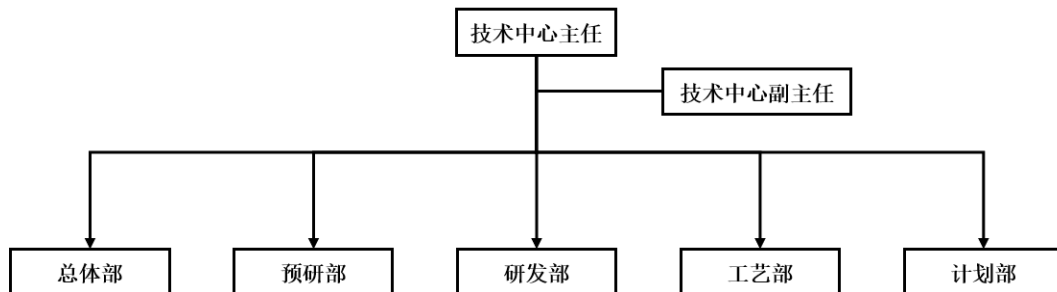 技术中心主任
技术中心副主任
总体部
预研部
研发部
工艺部
计划部